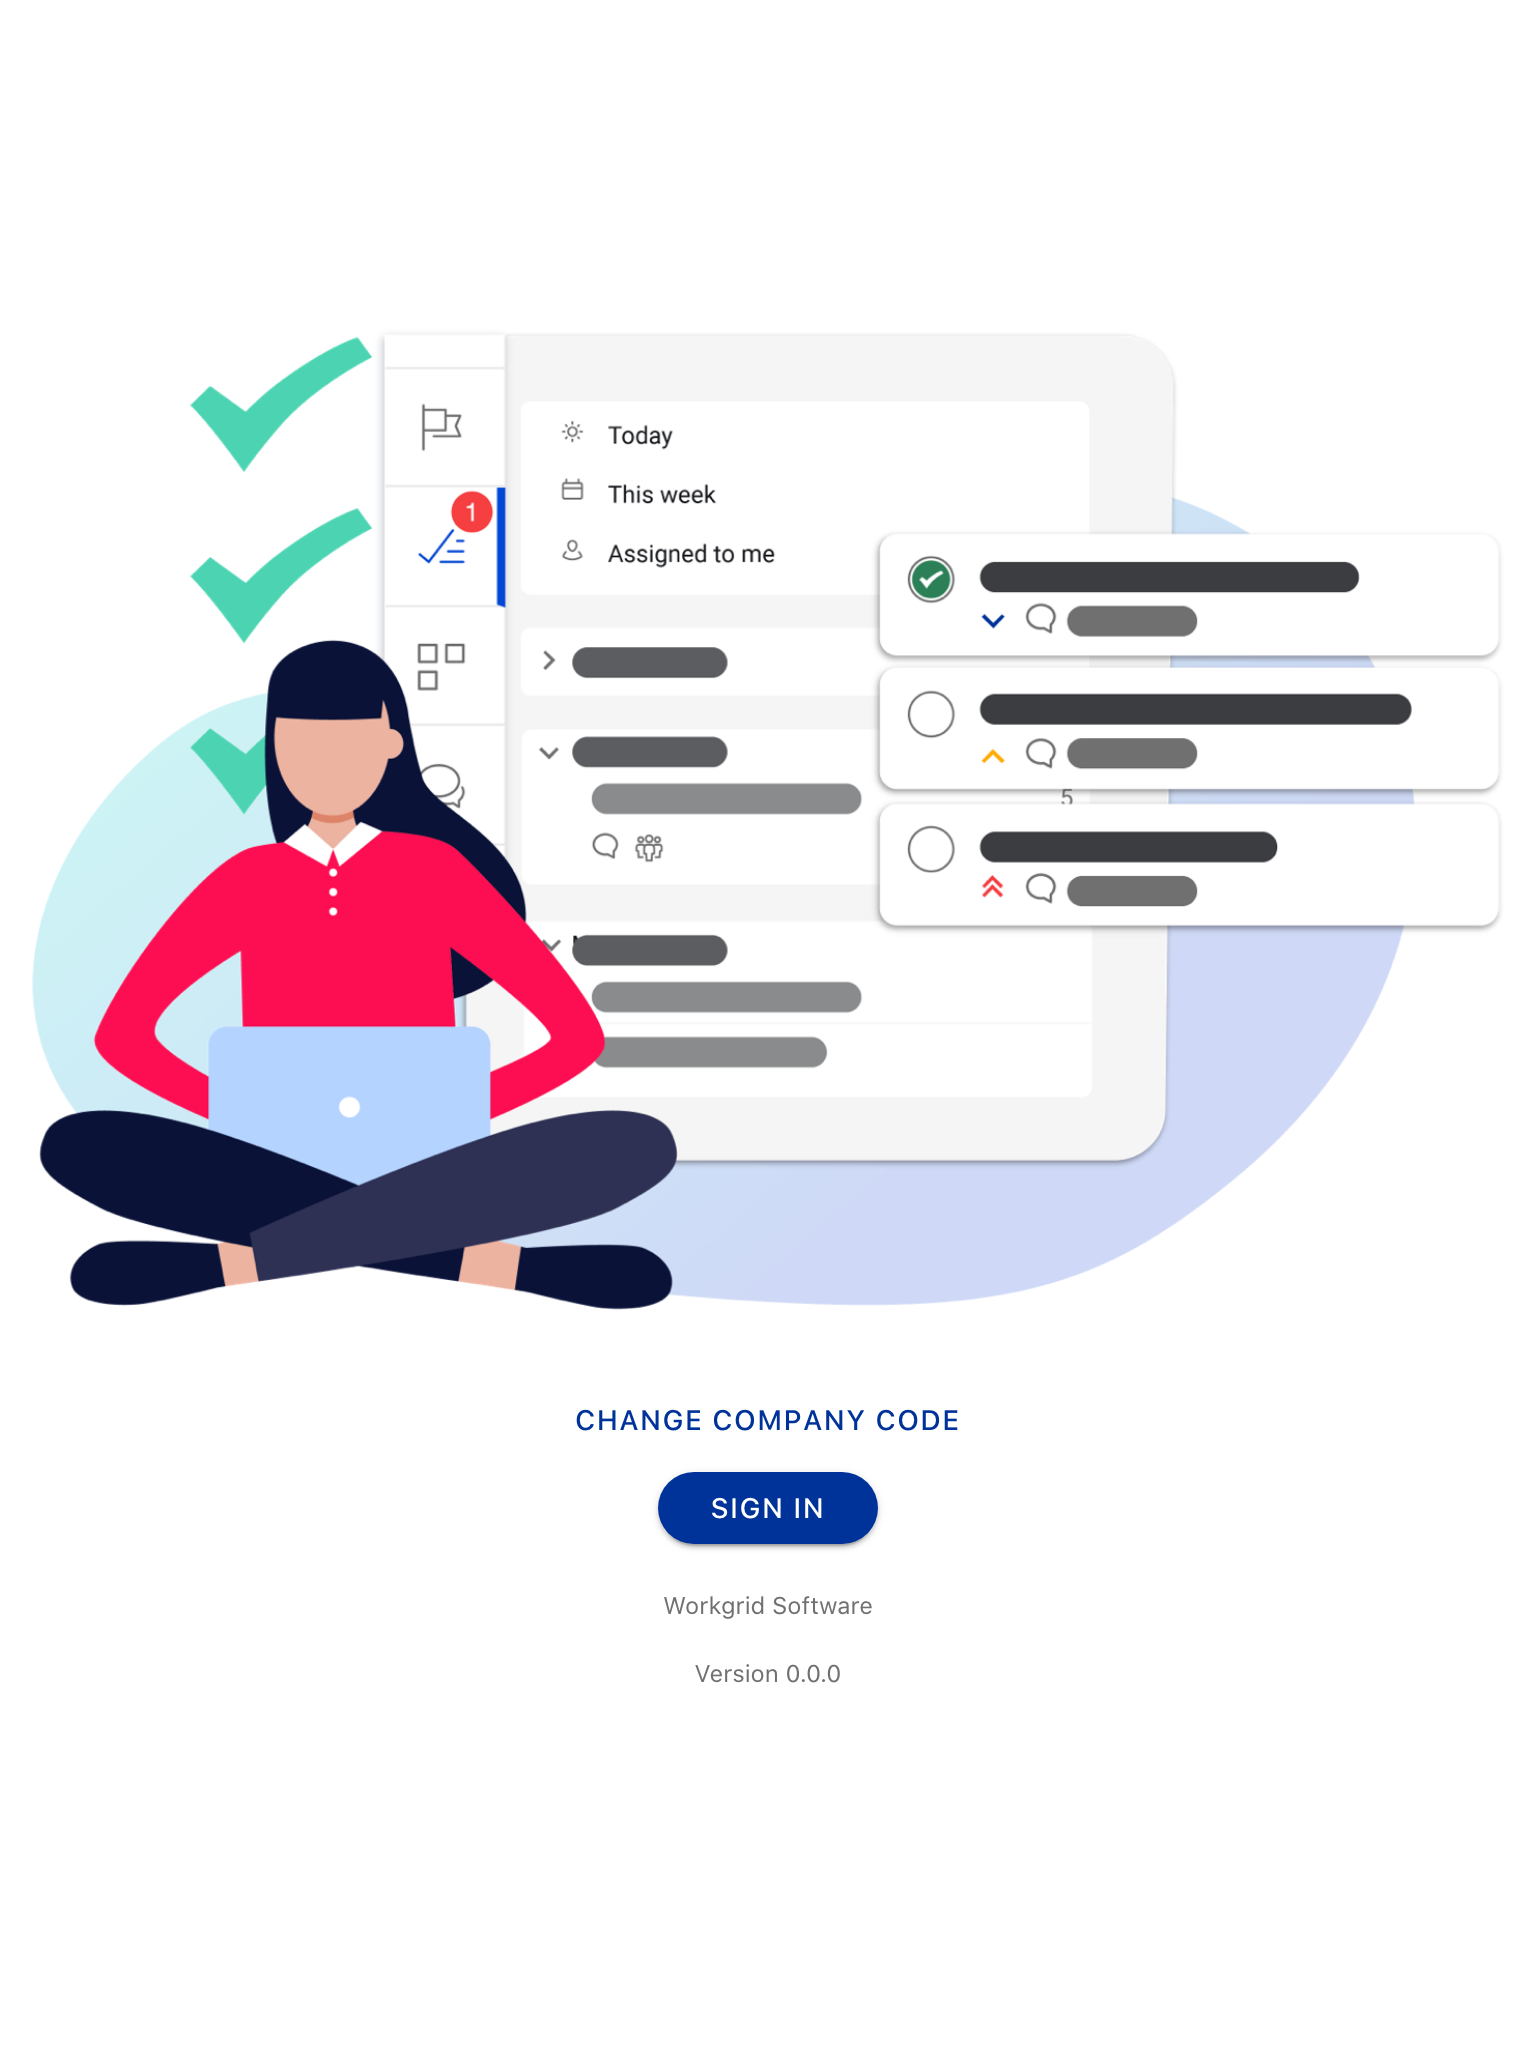 1
Today
This week
Assigned to me
5
CHANGE COMPANY CODE
SIGN IN
Workgrid Software
Version 0.0.0